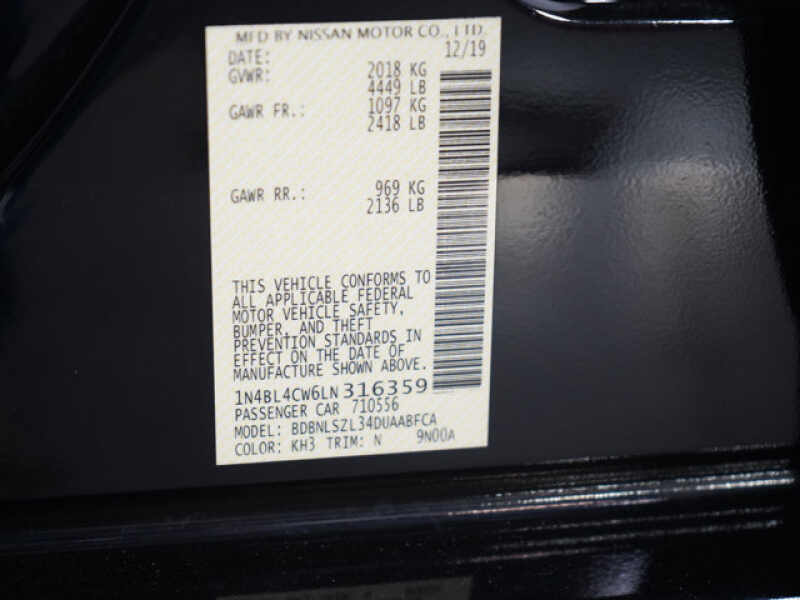 MFD BY NISSAN MOTOR CO., LTD.
DATE: 12/19
GVWR: 2018 KG
4449 LB
GAWR FR.: 1097 KG
2418 LB
GAWR RR.: 969 KG
2136 LB
THIS VEHICLE CONFORMS TO
ALL APPLICABLE FEDERAL
MOTOR VEHICLE SAFETY,
BUMPER, AND THEFT
PREVENTION STANDARDS IN
EFFECT ON THE DATE OF
MANUFACTURE SHOWN ABOVE.
1N4BL4CW6LN316359
PASSENGER CAR 710556
MODEL: BDBNLSZL34DUAABFCA
COLOR: KH3 TRIM: N 9N00A